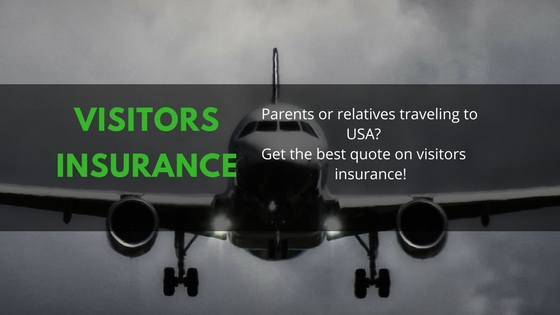 VISITORS
INSURANCE
Parents or relatives traveling to
USA?
Get the best quote on visitors
insurance!